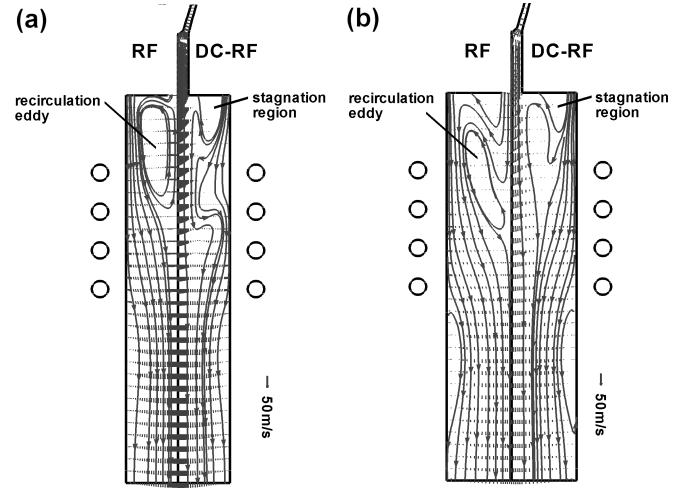 (a)
RF DC-RF
recirculation
eddy
stagnation
region
→ 50m/s
(b)
RF DC-RF
recirculation
eddy
stagnation
region
→ 50m/s